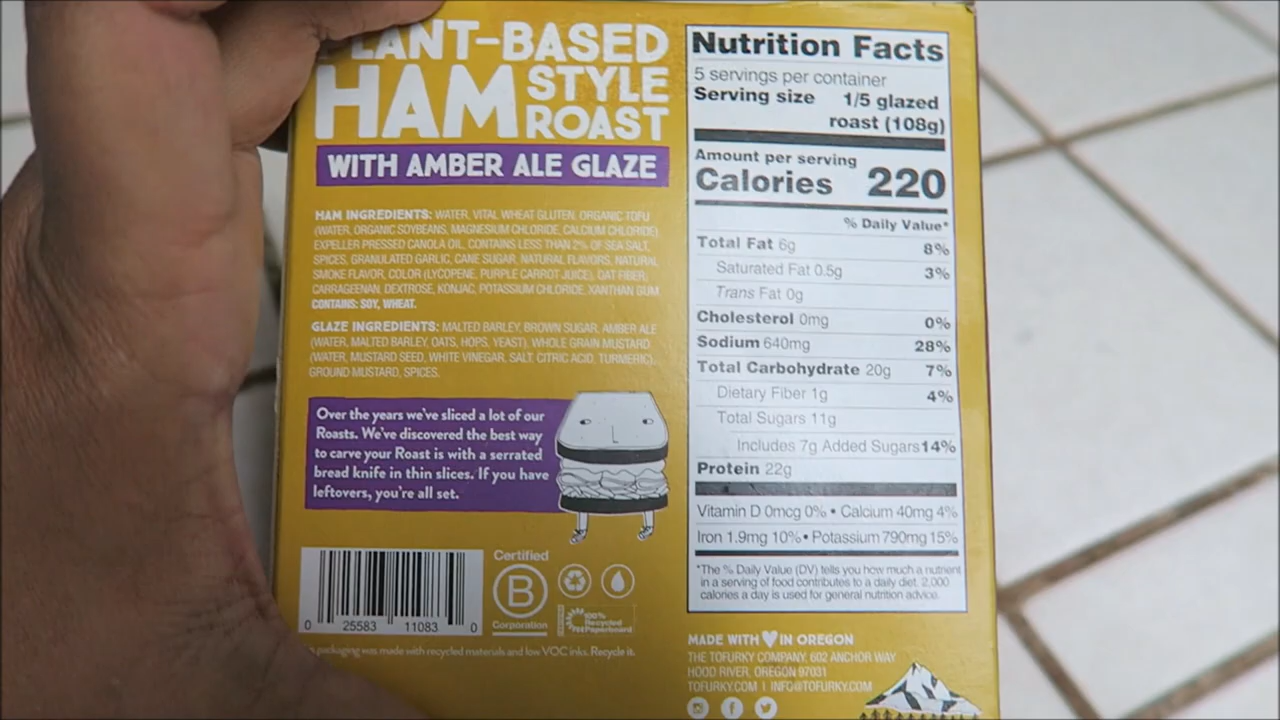 PLANT-BASED
HAM STYLE
ROAST
WITH AMBER ALE GLAZE
HAM INGREDIENTS: WATER, VITAL WHEAT GLUTEN, ORGANIC TOFU
(WATER, ORGANIC SOYBEANS, MAGNESIUM CHLORIDE, CALCIUM CHLORIDE)
EXPELLER PRESSED CANOLA OIL, CONTAINS LESS THAN 2% OF SEA SALT,
SPICES, GRANULATED GARLIC, CANE SUGAR, NATURAL FLAVORS, NATURAL
SMOKE FLAVOR, COLOR (LYCOPENE, PURPLE CARROT JUICE), OAT FIBER,
CARRAGEENAN, DEXTROSE, KONJAC, POTASSIUM CHLORIDE, XANTHAN GUM.
CONTAINS: SOY, WHEAT.
GLAZE INGREDIENTS: MALTED BARLEY, BROWN SUGAR, AMBER ALE
(WATER, MALTED BARLEY, OATS, HOPS, YEAST), WHOLE GRAIN MUSTARD
(WATER, MUSTARD SEED, WHITE VINEGAR, SALT, CITRIC ACID, TURMERIC),
GROUND MUSTARD, SPICES.
Over the years we've sliced a lot of our
Roasts. We've discovered the best way
to carve your Roast is with a serrated
bread knife in thin slices. If you have
leftovers, you're all set.
0 25583 11083 0
Certified
B
Corporation
100%
Recycled
Paperboard
packaging was made with recycled materials and low VOC inks. Recycle it.
Nutrition Facts
5 servings per container
Serving size 1/5 glazed
roast (108g)
Amount per serving
Calories 220
% Daily Value*
Total Fat 6g 8%
Saturated Fat 0.5g 3%
Trans Fat 0g
Cholesterol 0mg 0%
Sodium 640mg 28%
Total Carbohydrate 20g 7%
Dietary Fiber 1g 4%
Total Sugars 11g
Includes 7g Added Sugars 14%
Protein 22g
Vitamin D 0mcg 0% • Calcium 40mg 4%
Iron 1.9mg 10% • Potassium 790mg 15%
*The % Daily Value (DV) tells you how much a nutrient
in a serving of food contributes to a daily diet. 2,000
calories a day is used for general nutrition advice.
MADE WITH IN OREGON
THE TOFURKY COMPANY, 602 ANCHOR WAY
HOOD RIVER, OREGON 97031
TOFURKY.COM | INFO@TOFURKY.COM